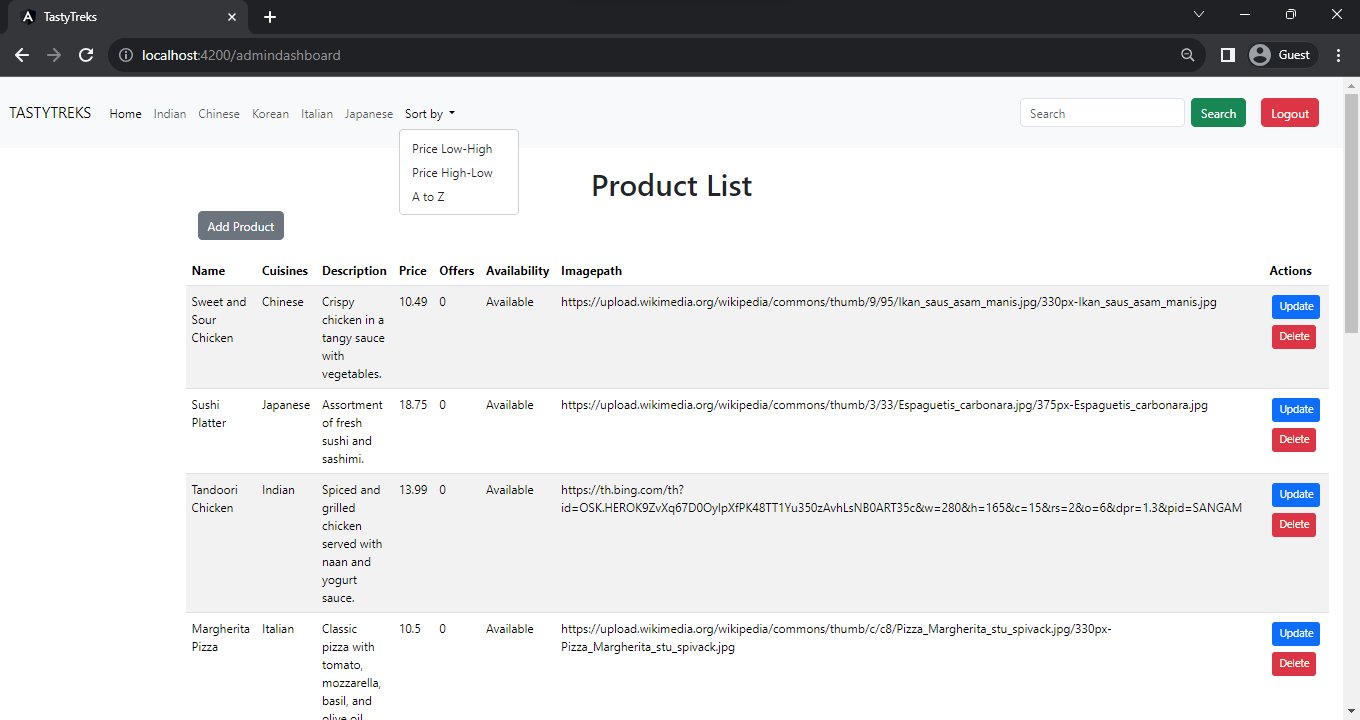 TastyTreks
localhost:4200/admindashboard
Guest
TASTYTREKS Home Indian Chinese Korean Italian Japanese Sort by Search Search Logout
Price Low-High
Price High-Low
A to Z
Product List
Add Product
Name Cuisines Description Price Offers Availability Imagepath Actions
Sweet and Chinese Crispy 10.49 0 Available https://upload.wikimedia.org/wikipedia/commons/thumb/9/95/Ikan_saus_asam_manis.jpg/330px-Ikan_saus_asam_manis.jpg Update
Sour chicken in a
Chicken tangy sauce Delete
with
vegetables.
Sushi Japanese Assortment 18.75 0 Available https://upload.wikimedia.org/wikipedia/commons/thumb/3/33/Espaguetis_carbonara.jpg/375px-Espaguetis_carbonara.jpg Update
Platter of fresh
sushi and Delete
sashimi.
Tandoori Indian Spiced and 13.99 0 Available https://th.bing.com/th? Update
Chicken grilled id=OSK.HEROK9ZvXq67D0OyIpXfPK48TT1Yu350zAvhLsNB0ART35c&w=280&h=165&c=15&rs=2&o=6&dpr=1.3&pid=SANGAM
chicken Delete
served with
naan and
yogurt
sauce.
Margherita Italian Classic 10.5 0 Available https://upload.wikimedia.org/wikipedia/commons/thumb/c/c8/Pizza_Margherita_stu_spivack.jpg/330px- Update
Pizza pizza with Pizza_Margherita_stu_spivack.jpg
tomato, Delete
mozzarella,
basil, and
olive oil